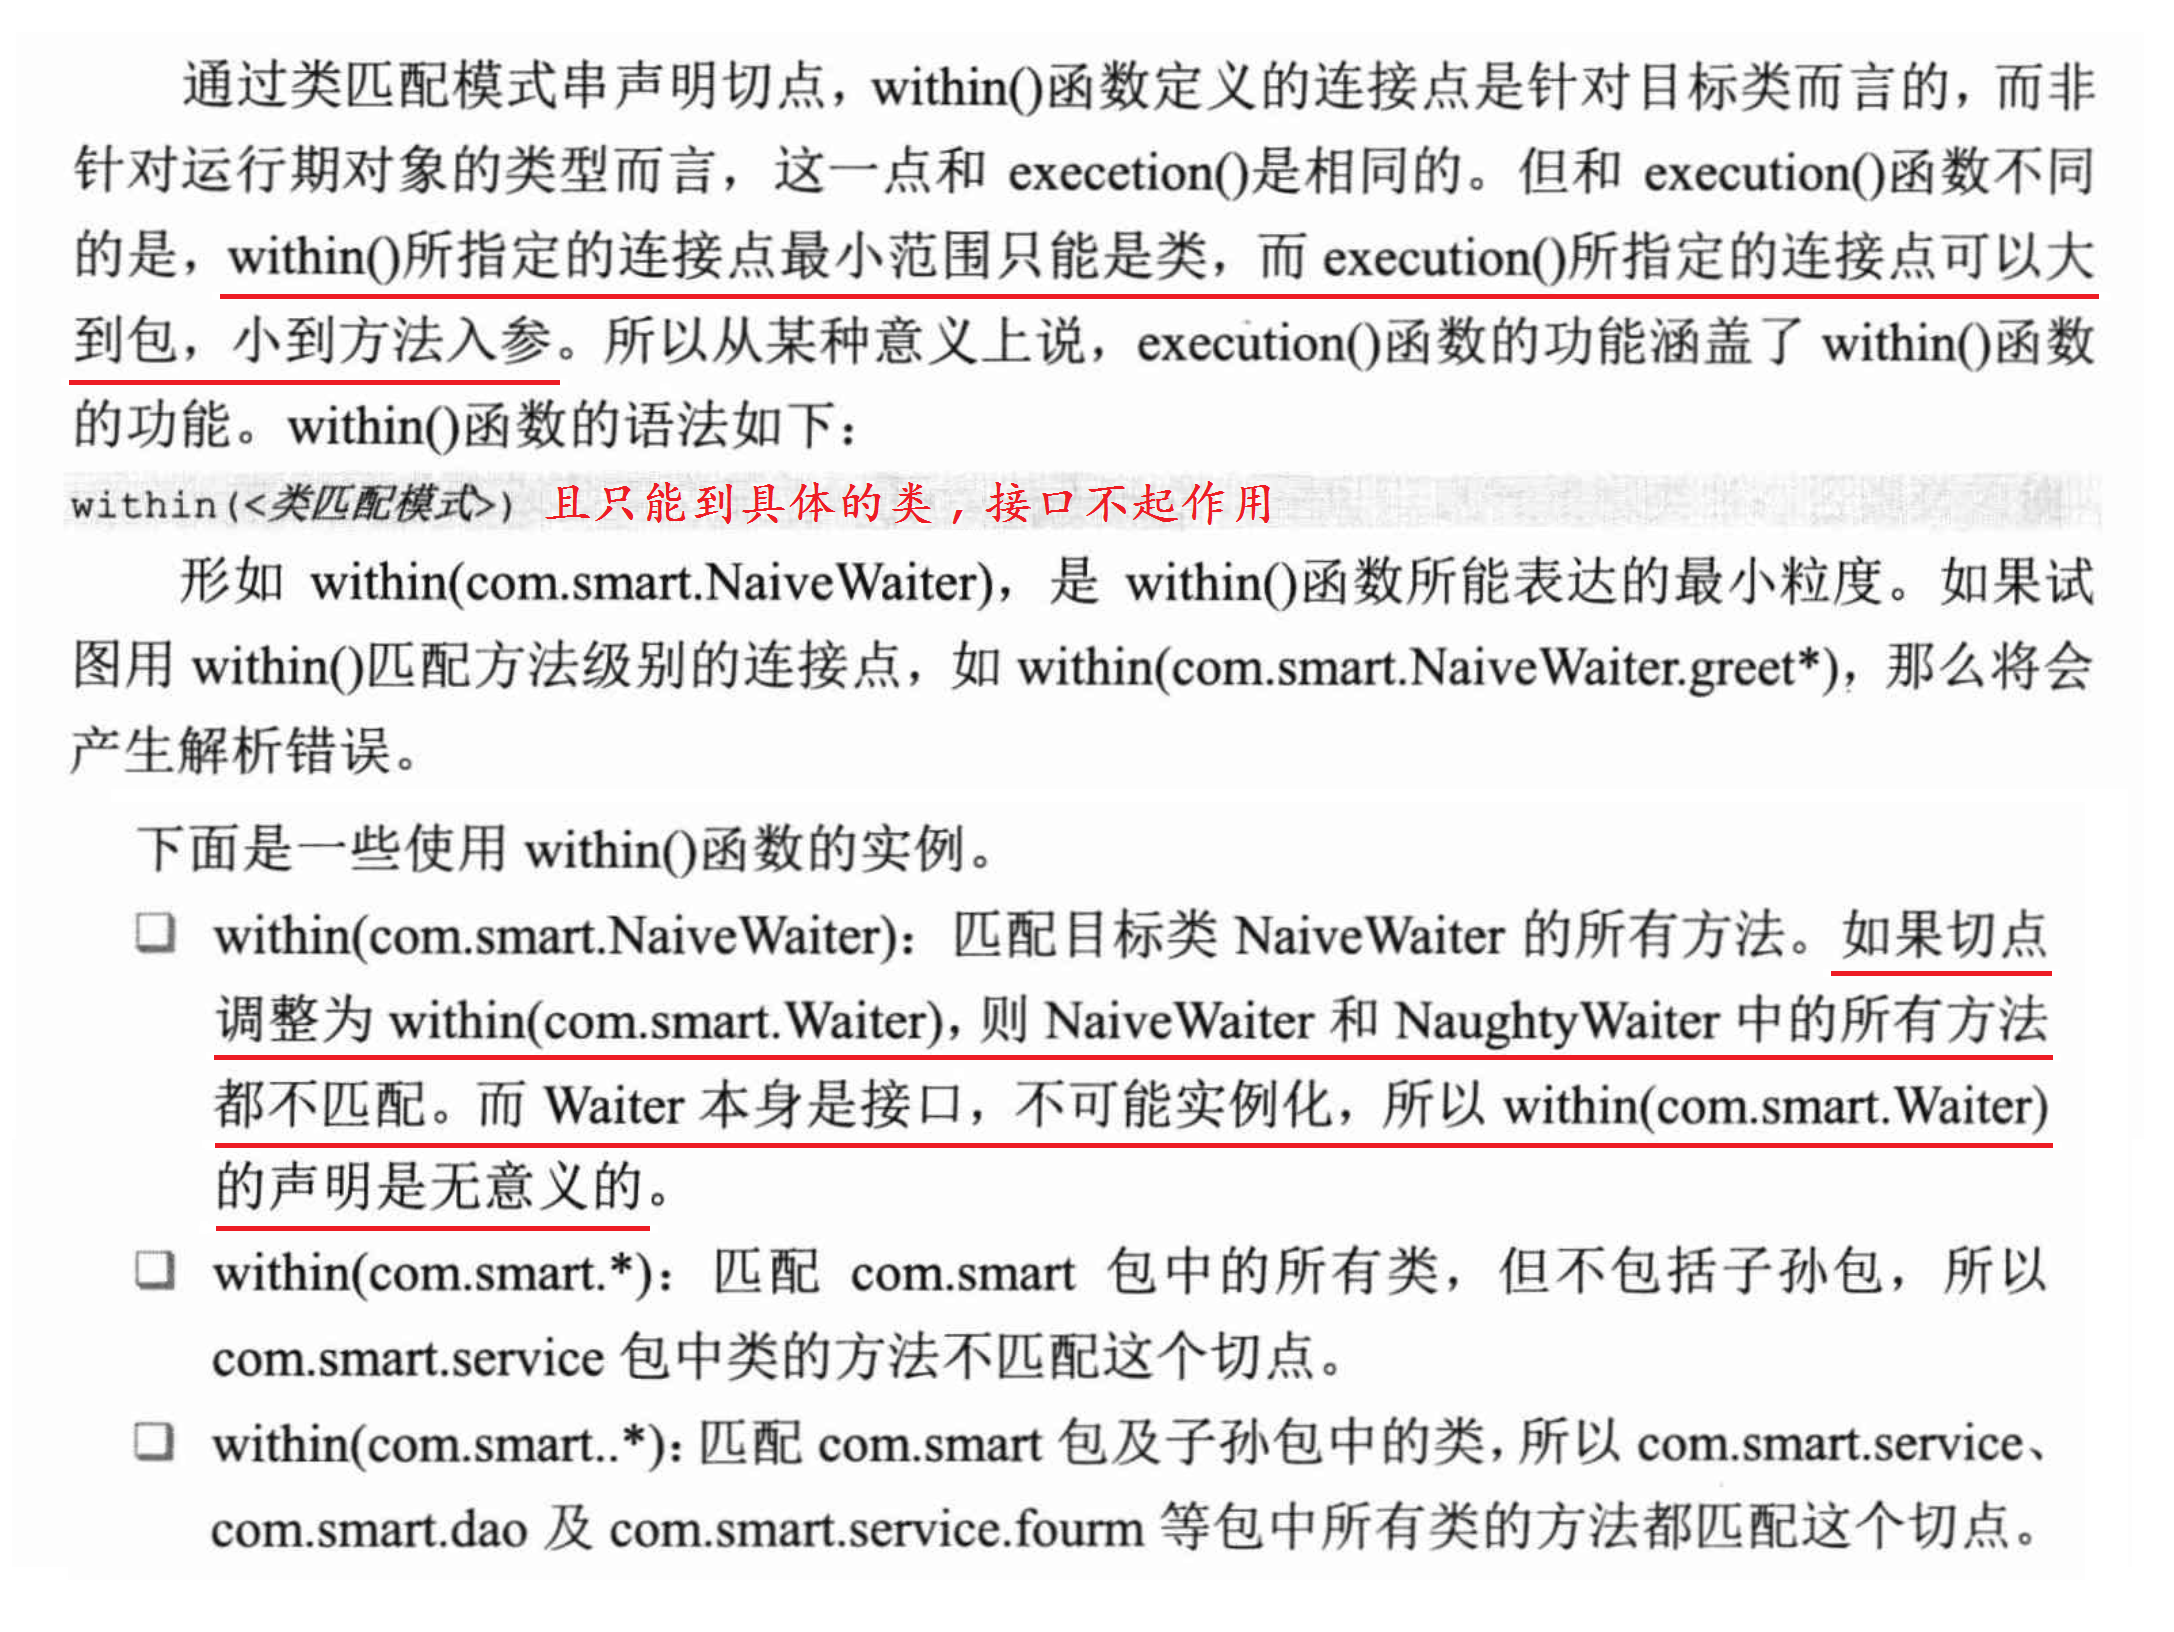 通过类匹配模式串声明切点，within()函数定义的连接点是针对目标类而言的，而非
针对运行期对象的类型而言，这一点和 execetion()是相同的。但和 execution()函数不同
的是，within()所指定的连接点最小范围只能是类，而 execution()所指定的连接点可以大
到包，小到方法入参。所以从某种意义上说，execution()函数的功能涵盖了 within()函数
的功能。within()函数的语法如下：
within(<类匹配模式>) 且只能到具体的类，接口不起作用
形如 within(com.smart.NaiveWaiter)，是 within()函数所能表达的最小粒度。如果试
图用 within()匹配方法级别的连接点，如 within(com.smart.NaiveWaiter.greet*)，那么将会
产生解析错误。
下面是一些使用 within()函数的实例。
❑ within(com.smart.NaiveWaiter)：匹配目标类 NaiveWaiter 的所有方法。如果切点
调整为 within(com.smart.Waiter)，则 NaiveWaiter 和 NaughtyWaiter 中的所有方法
都不匹配。而 Waiter 本身是接口，不可能实例化，所以 within(com.smart.Waiter)
的声明是无意义的。
❑ within(com.smart.*)：匹配 com.smart 包中的所有类，但不包括子孙包，所以
com.smart.service 包中类的方法不匹配这个切点。
❑ within(com.smart..*)：匹配 com.smart 包及子孙包中的类，所以 com.smart.service、
com.smart.dao 及 com.smart.service.fourm 等包中所有类的方法都匹配这个切点。